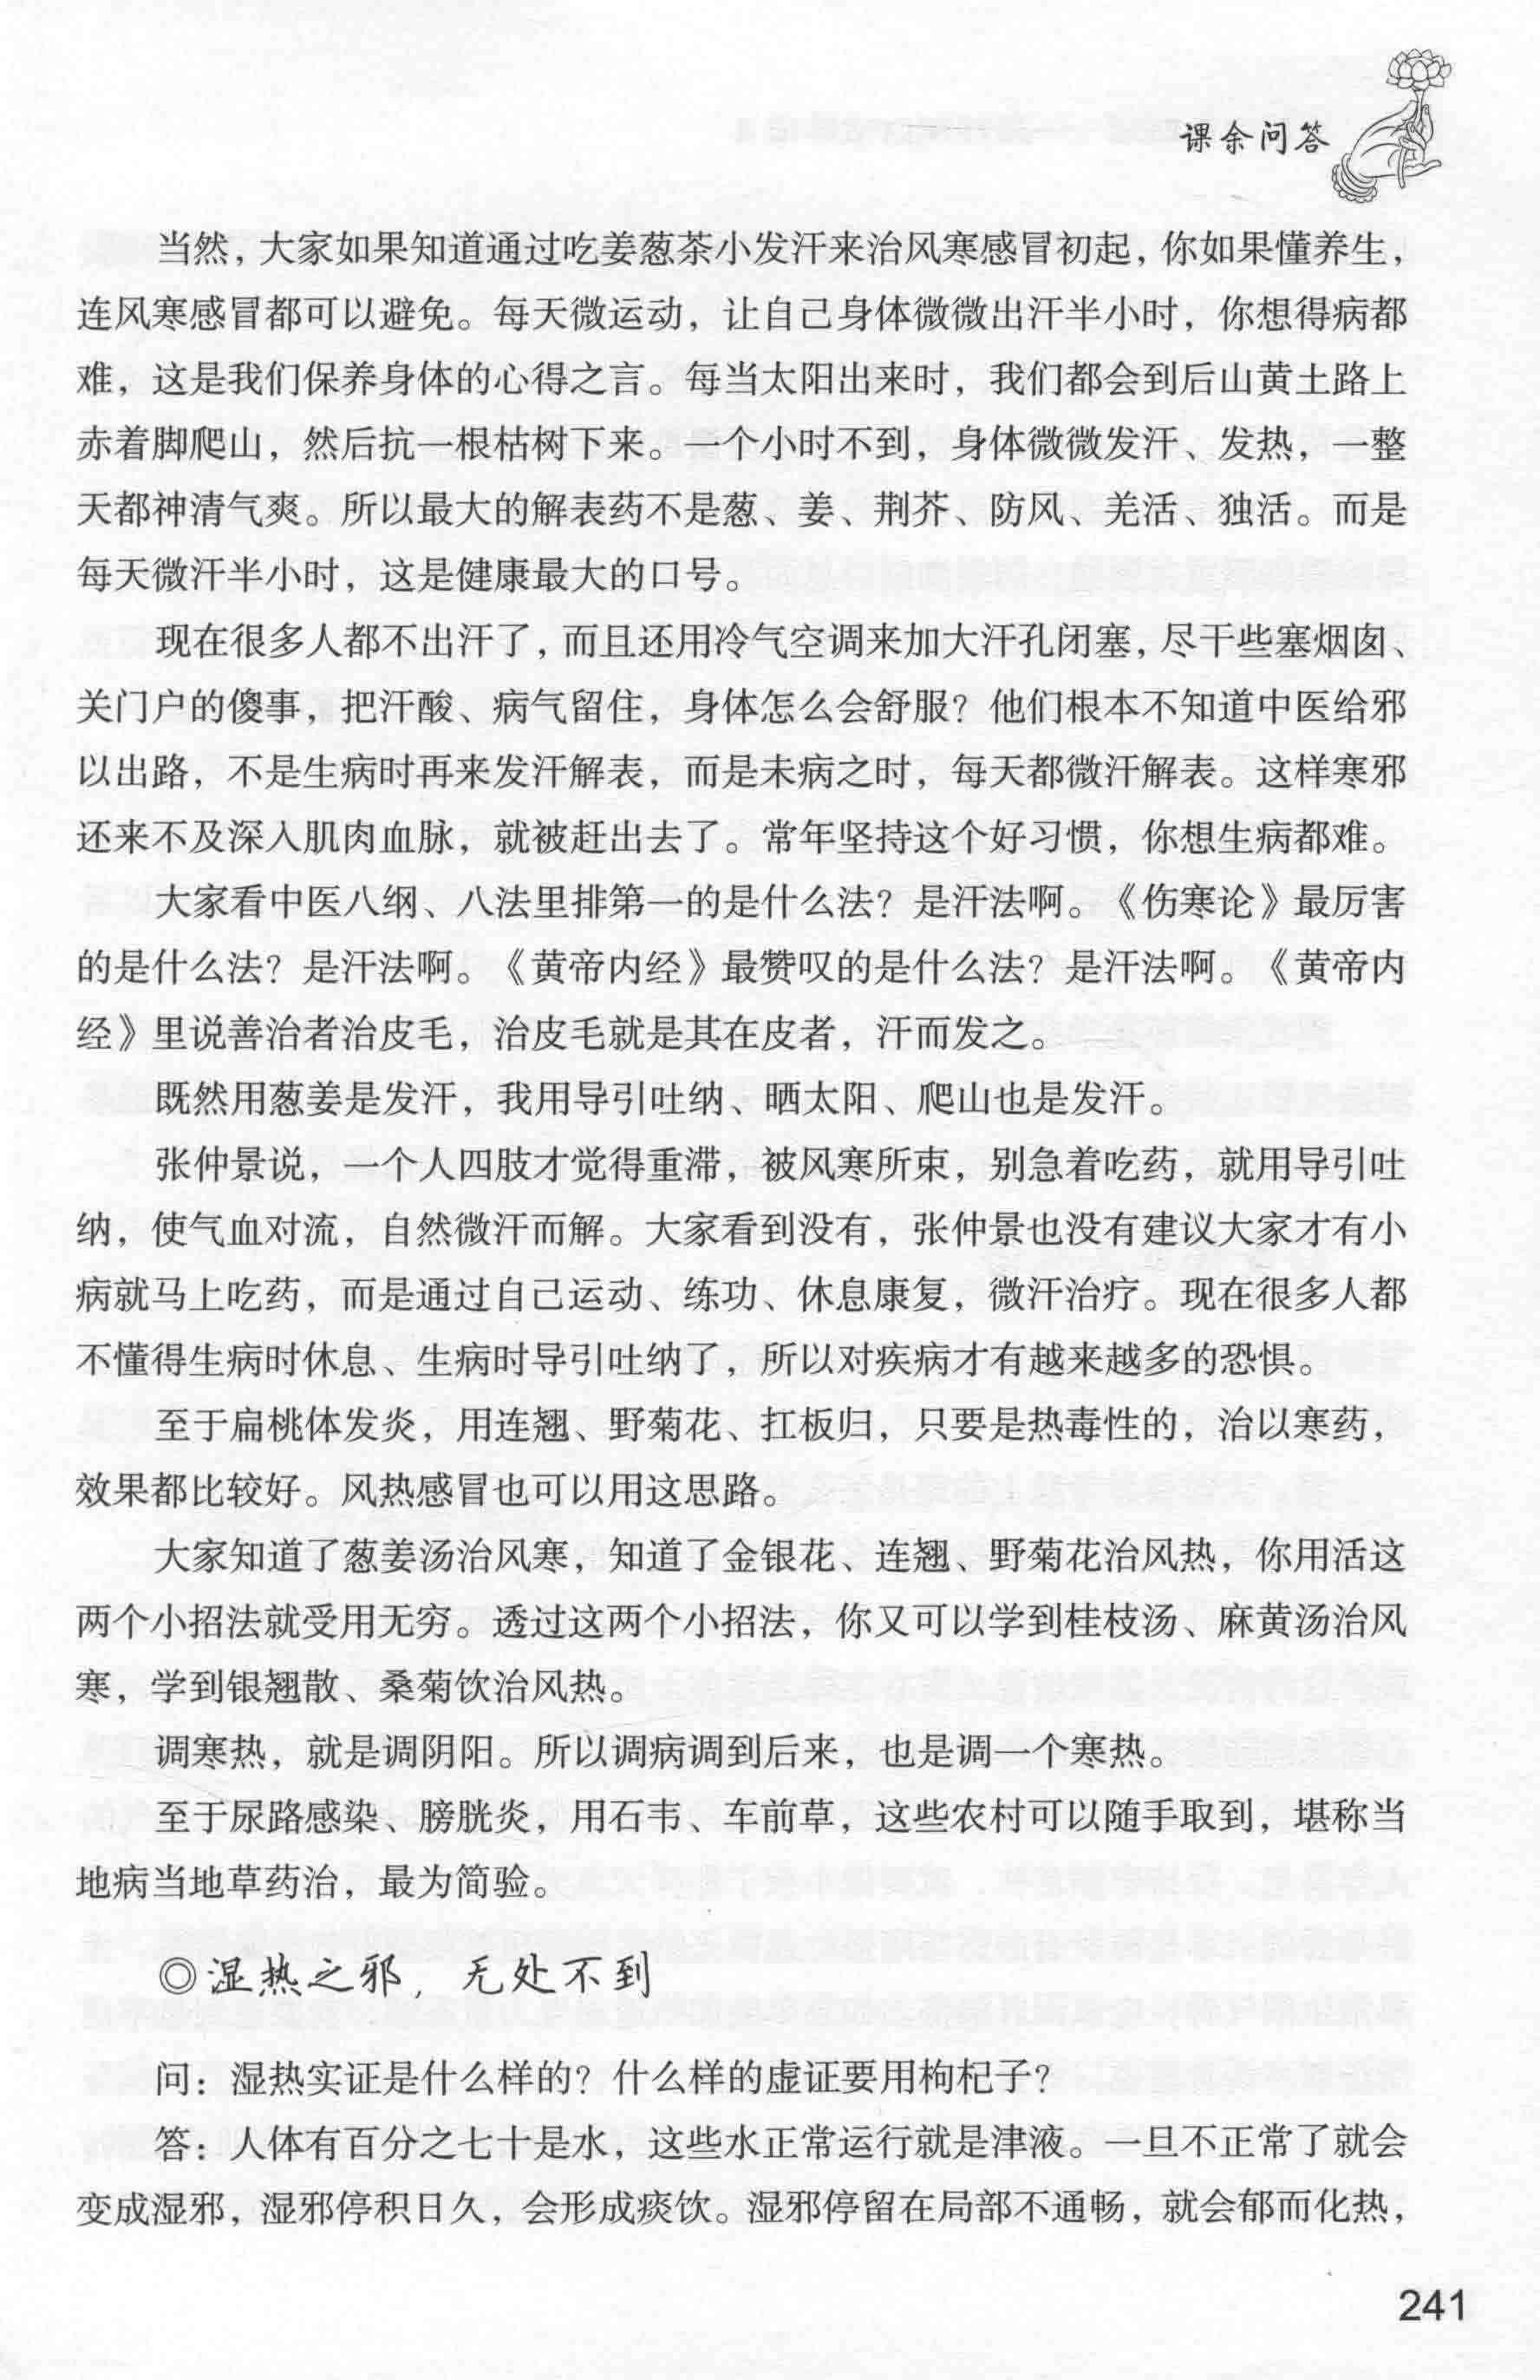 课余问答
当然，大家如果知道通过吃姜葱茶小发汗来治风寒感冒初起，你如果懂养生，
连风寒感冒都可以避免。每天微运动，让自己身体微微出汗半小时，你想得病都
难，这是我们保养身体的心得之言。每当太阳出来时，我们都会到后山黄土路上
赤着脚爬山，然后抗一根枯树下来。一个小时不到，身体微微发汗、发热，一整
天都神清气爽。所以最大的解表药不是葱、姜、荆芥、防风、羌活、独活。而是
每天微汗半小时，这是健康最大的口号。
现在很多人都不出汗了，而且还用冷气空调来加大汗孔闭塞，尽干些塞烟囱、
关门户的傻事，把汗酸、病气留住，身体怎么会舒服？他们根本不知道中医给邪
以出路，不是生病时再来发汗解表，而是未病之时，每天都微汗解表。这样寒邪
还来不及深入肌肉血脉，就被赶出去了。常年坚持这个好习惯，你想生病都难。
大家看中医八纲、八法里排第一的是什么法？是汗法啊。《伤寒论》最厉害
的是什么法？是汗法啊。《黄帝内经》最赞叹的是什么法？是汗法啊。《黄帝内
经》里说善治者治皮毛，治皮毛就是其在皮者，汗而发之。
既然用葱姜是发汗，我用导引吐纳、晒太阳、爬山也是发汗。
张仲景说，一个人四肢才觉得重滞，被风寒所束，别急着吃药，就用导引吐
纳，使气血对流，自然微汗而解。大家看到没有，张仲景也没有建议大家才有小
病就马上吃药，而是通过自己运动、练功、休息康复，微汗治疗。现在很多人都
不懂得生病时休息、生病时导引吐纳了，所以对疾病才有越来越多的恐惧。
至于扁桃体发炎，用连翘、野菊花、扛板归，只要是热毒性的，治以寒药，
效果都比较好。风热感冒也可以用这思路。
大家知道了葱姜汤治风寒，知道了金银花、连翘、野菊花治风热，你用活这
两个小招法就受用无穷。透过这两个小招法，你又可以学到桂枝汤、麻黄汤治风
寒，学到银翘散、桑菊饮治风热。
调寒热，就是调阴阳。所以调病调到后来，也是调一个寒热。
至于尿路感染、膀胱炎，用石韦、车前草，这些农村可以随手取到，堪称当
地病当地草药治，最为简验。
◎湿热之邪，无处不到
问：湿热实证是什么样的？什么样的虚证要用枸杞子？
答：人体有百分之七十是水，这些水正常运行就是津液。一旦不正常了就会
变成湿邪，湿邪停积日久，会形成痰饮。湿邪停留在局部不通畅，就会郁而化热，
241